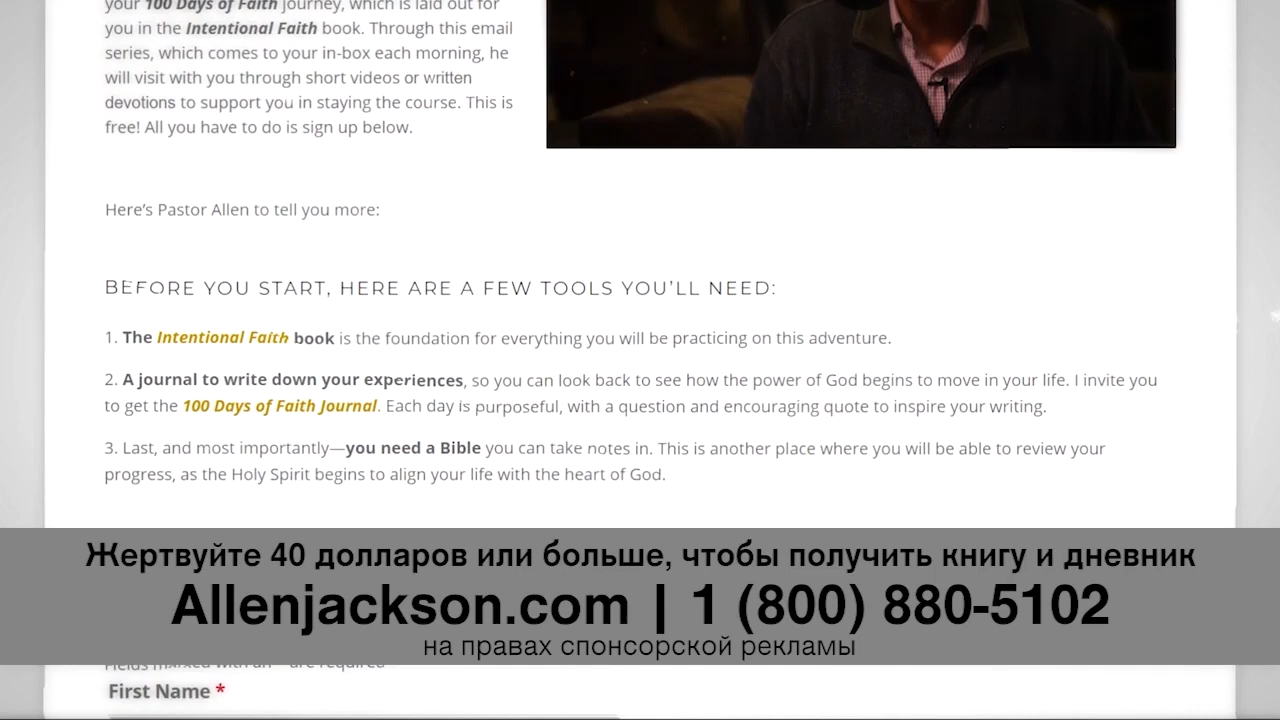 your 100 Days of Faith journey, which is laid out for
you in the Intentional Faith book. Through this email
series, which comes to your in-box each morning, he
will visit with you through short videos or written
devotions to support you in staying the course. This is
free! All you have to do is sign up below.
Here's Pastor Allen to tell you more:
BEFORE YOU START, HERE ARE A FEW TOOLS YOU'LL NEED:
1. The Intentional Faith book is the foundation for everything you will be practicing on this adventure.
2. A journal to write down your experiences, so you can look back to see how the power of God begins to move in your life. I invite you
to get the 100 Days of Faith Journal. Each day is purposeful, with a question and encouraging quote to inspire your writing.
3. Last, and most importantly—you need a Bible you can take notes in. This is another place where you will be able to review your
progress, as the Holy Spirit begins to align your life with the heart of God.
Жертвуйте 40 долларов или больше, чтобы получить книгу и дневник
Allenjackson.com | 1 (800) 880-5102
на правах спонсорской рекламы
Fields marked with an * are required
First Name *